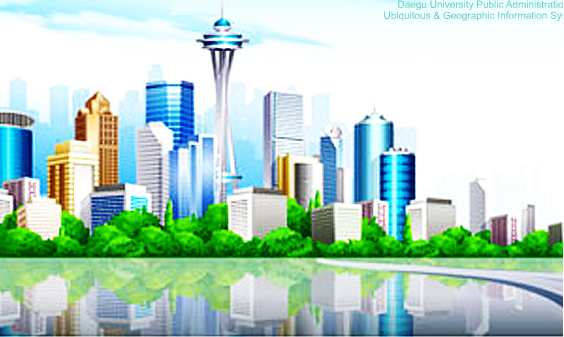 Daegu University Public Administratio
Ubiquitous & Geographic Information Sys